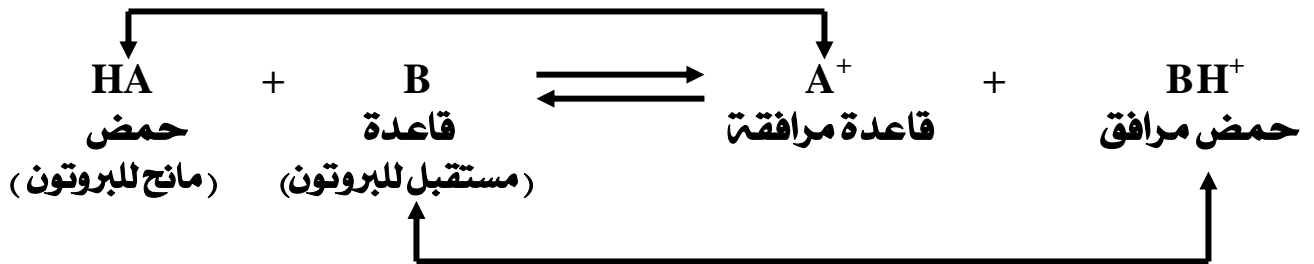 HA + B ⇌ A⁺ + BH⁺
حمض قاعدة قاعدة مرافقة حمض مرافق
(مانح للبروتون) (مستقبل للبروتون)